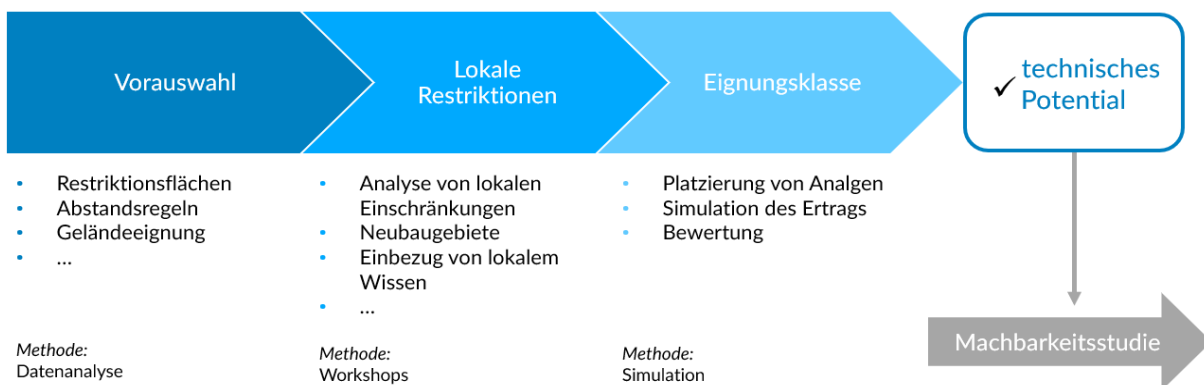 Vorauswahl
Lokale
Restriktionen
Eignungsklasse
✓ technisches
Potential
• Restriktionsflächen
• Abstandsregeln
• Geländeeignung
• ...
Methode:
Datenanalyse
• Analyse von lokalen
Einschränkungen
• Neubaugebiete
• Einbezug von lokalem
Wissen
• ...
Methode:
Workshops
• Platzierung von Analgen
• Simulation des Ertrags
• Bewertung
Methode:
Simulation
Machbarkeitsstudie